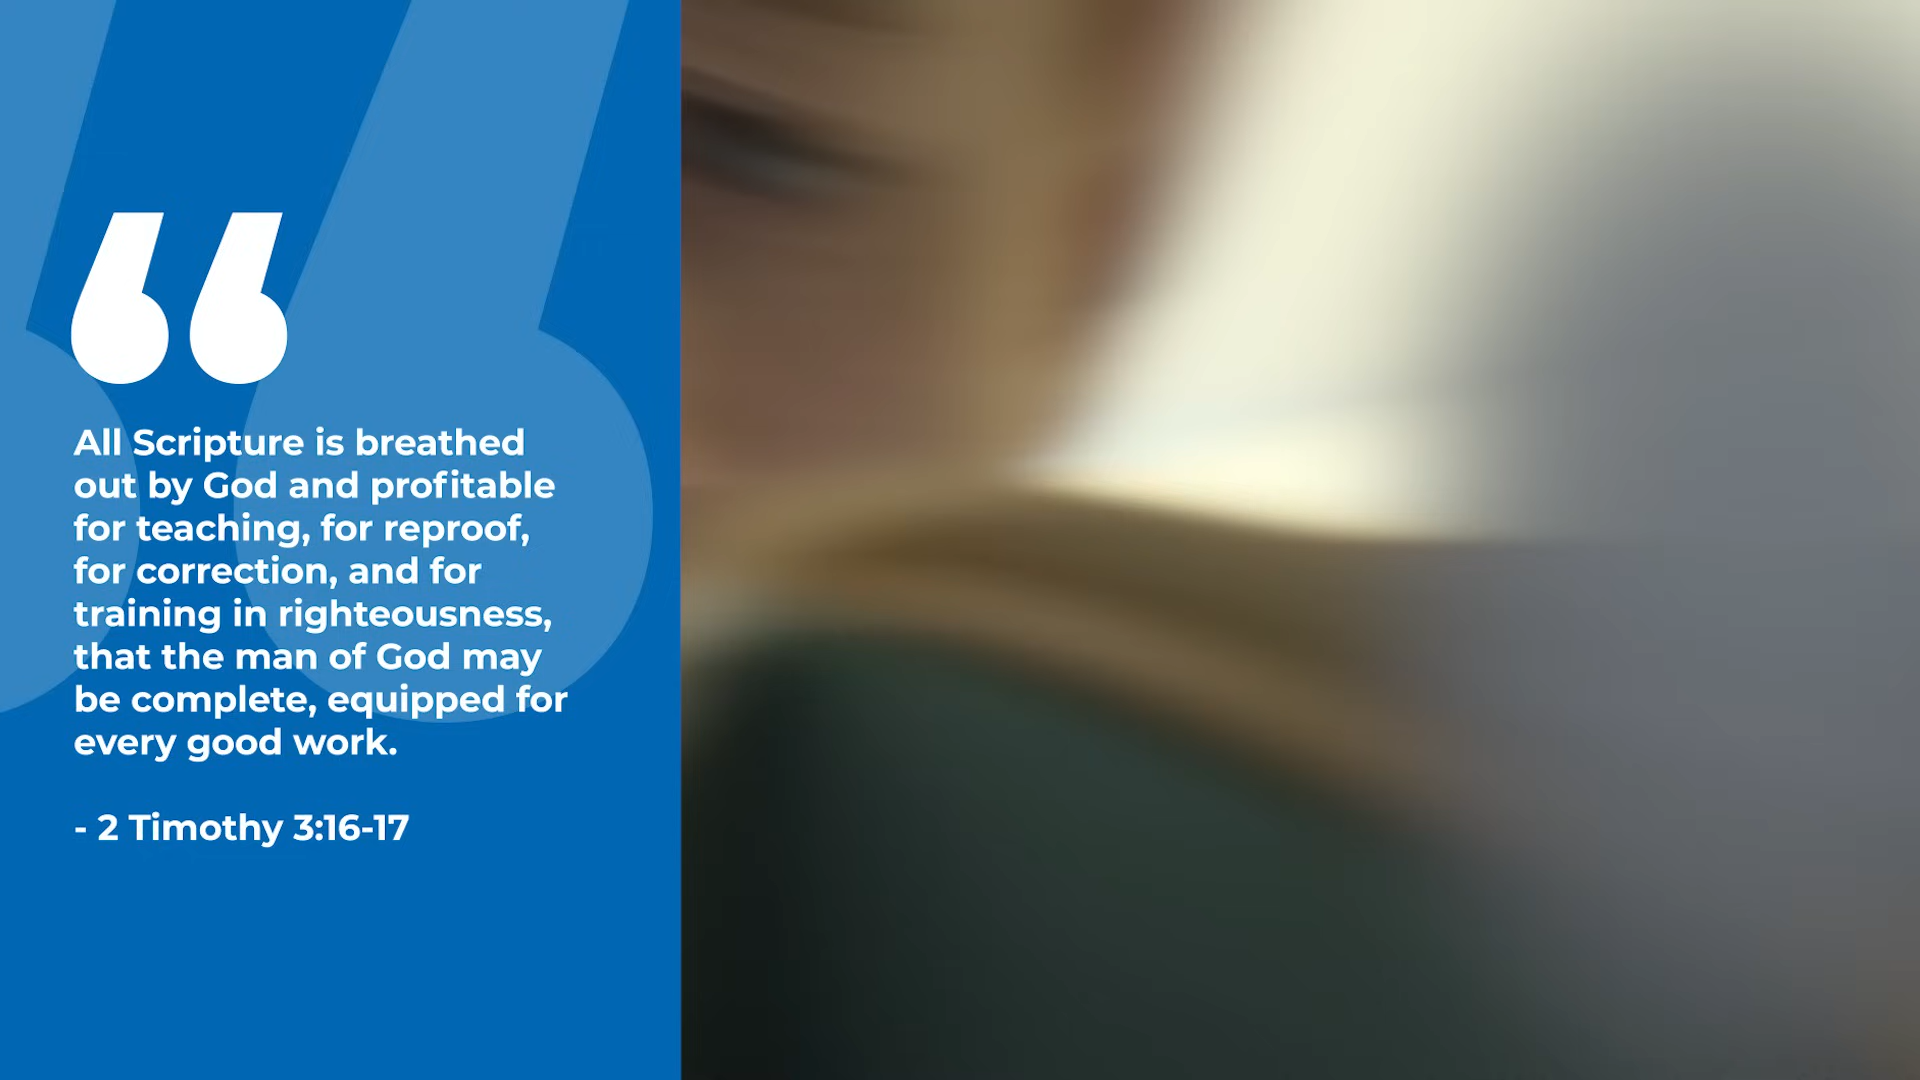 “
All Scripture is breathed
out by God and profitable
for teaching, for reproof,
for correction, and for
training in righteousness,
that the man of God may
be complete, equipped for
every good work.
- 2 Timothy 3:16-17